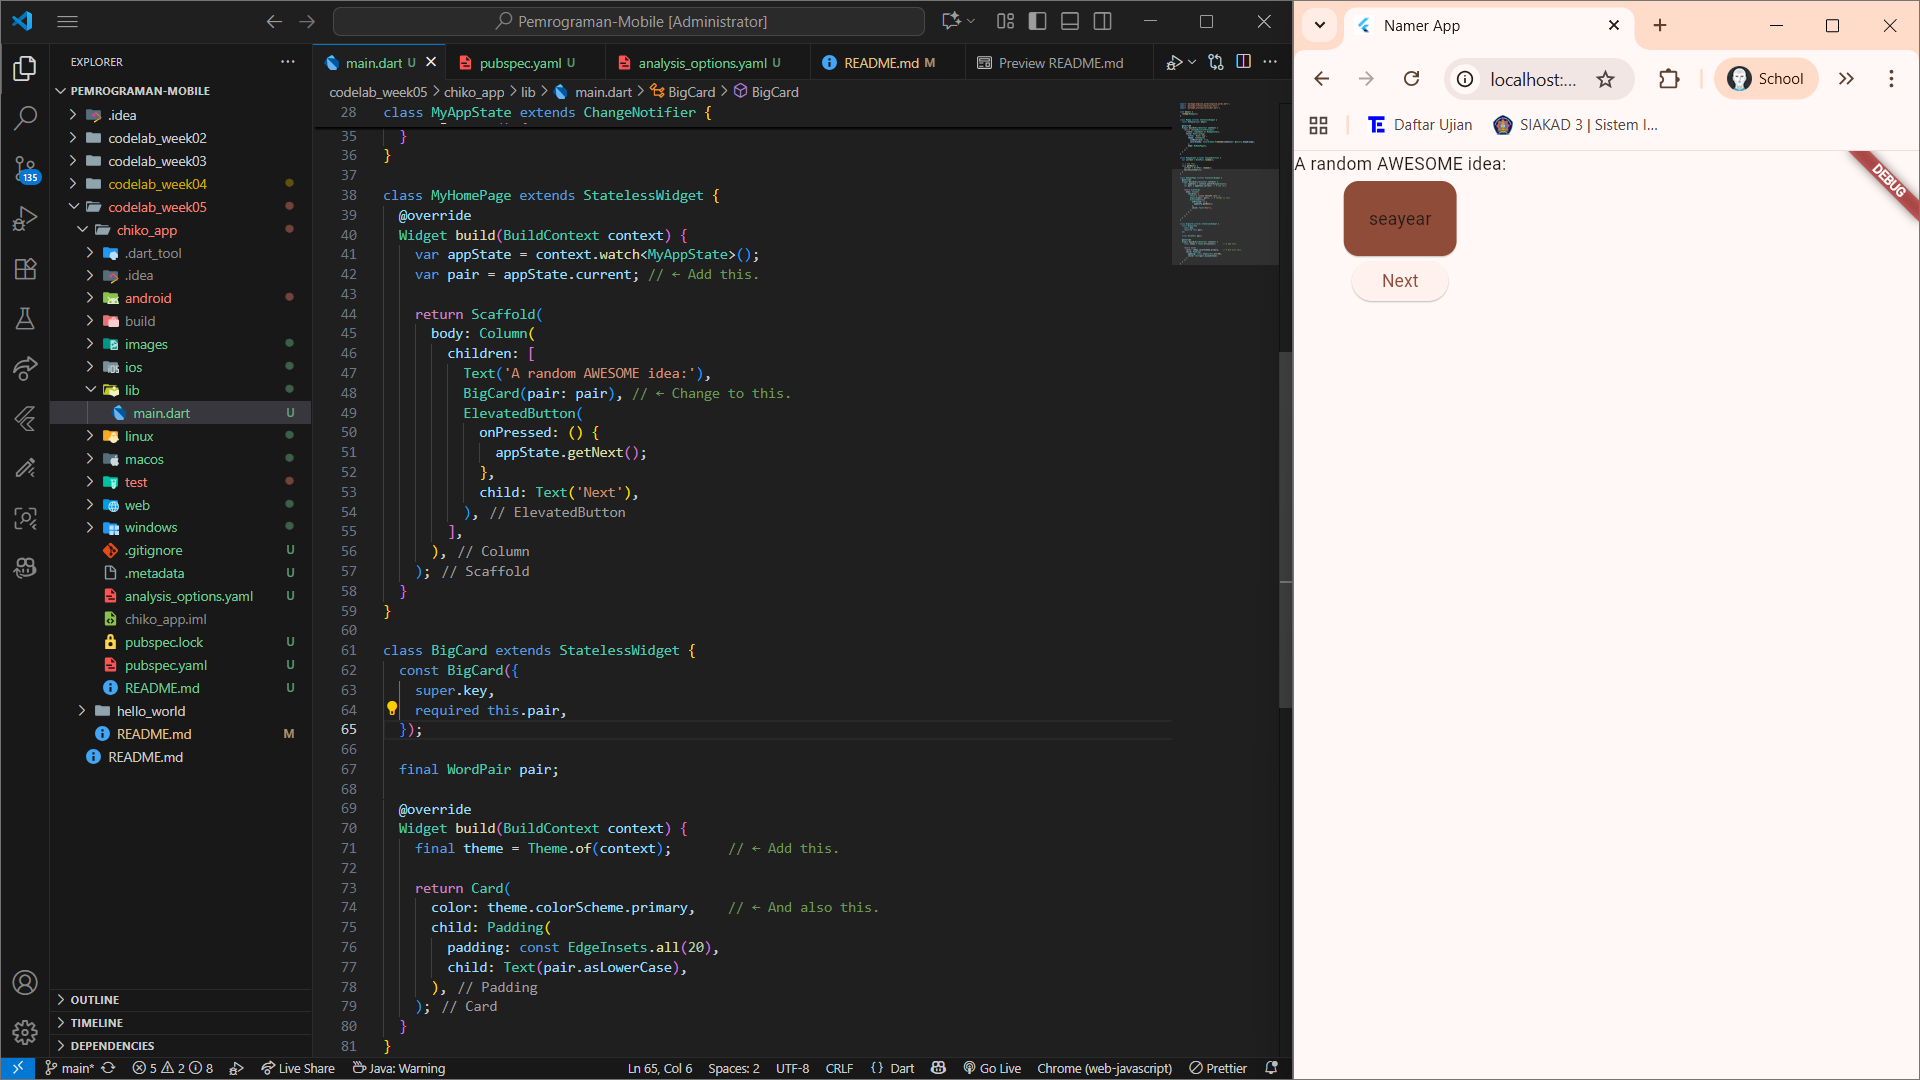 Pemrograman-Mobile [Administrator]
EXPLORER
PEMROGRAMAN-MOBILE
.idea
codelab_week02
codelab_week03
codelab_week04
codelab_week05
chiko_app
.dart_tool
.idea
android
build
images
ios
lib
main.dart U
linux
macos
test
web
windows
.gitignore U
.metadata U
analysis_options.yaml U
chiko_app.iml
pubspec.lock U
pubspec.yaml U
README.md U
hello_world
README.md M
README.md
OUTLINE
TIMELINE
DEPENDENCIES
135
main.dart U
pubspec.yaml U
analysis_options.yaml U
README.md M
Preview README.md
codelab_week05 > chiko_app > lib > main.dart > BigCard > BigCard
28 class MyAppState extends ChangeNotifier {
35 }
36 }
37
38 class MyHomePage extends StatelessWidget {
39 @override
40 Widget build(BuildContext context) {
41 var appState = context.watch<MyAppState>();
42 var pair = appState.current; // ← Add this.
43
44 return Scaffold(
45 body: Column(
46 children: [
47 Text('A random AWESOME idea:'),
48 BigCard(pair: pair), // ← Change to this.
49 ElevatedButton(
50 onPressed: () {
51 appState.getNext();
52 },
53 child: Text('Next'),
54 ), // ElevatedButton
55 ],
56 ), // Column
57 ); // Scaffold
58 }
59 }
60
61 class BigCard extends StatelessWidget {
62 const BigCard({
63 super.key,
64 required this.pair,
65 });
66
67 final WordPair pair;
68
69 @override
70 Widget build(BuildContext context) {
71 final theme = Theme.of(context); // ← Add this.
72
73 return Card(
74 color: theme.colorScheme.primary, // ← And also this.
75 child: Padding(
76 padding: const EdgeInsets.all(20),
77 child: Text(pair.asLowerCase),
78 ), // Padding
79 ); // Card
80 }
81 }
main* 5 2 8 Live Share Java: Warning Ln 65, Col 6 Spaces: 2 UTF-8 CRLF {} Dart Go Live Chrome (web-javascript) Prettier
Namer App
localhost:...
School
Daftar Ujian
SIAKAD 3 | Sistem I...
A random AWESOME idea:
DEBUG
seayear
Next